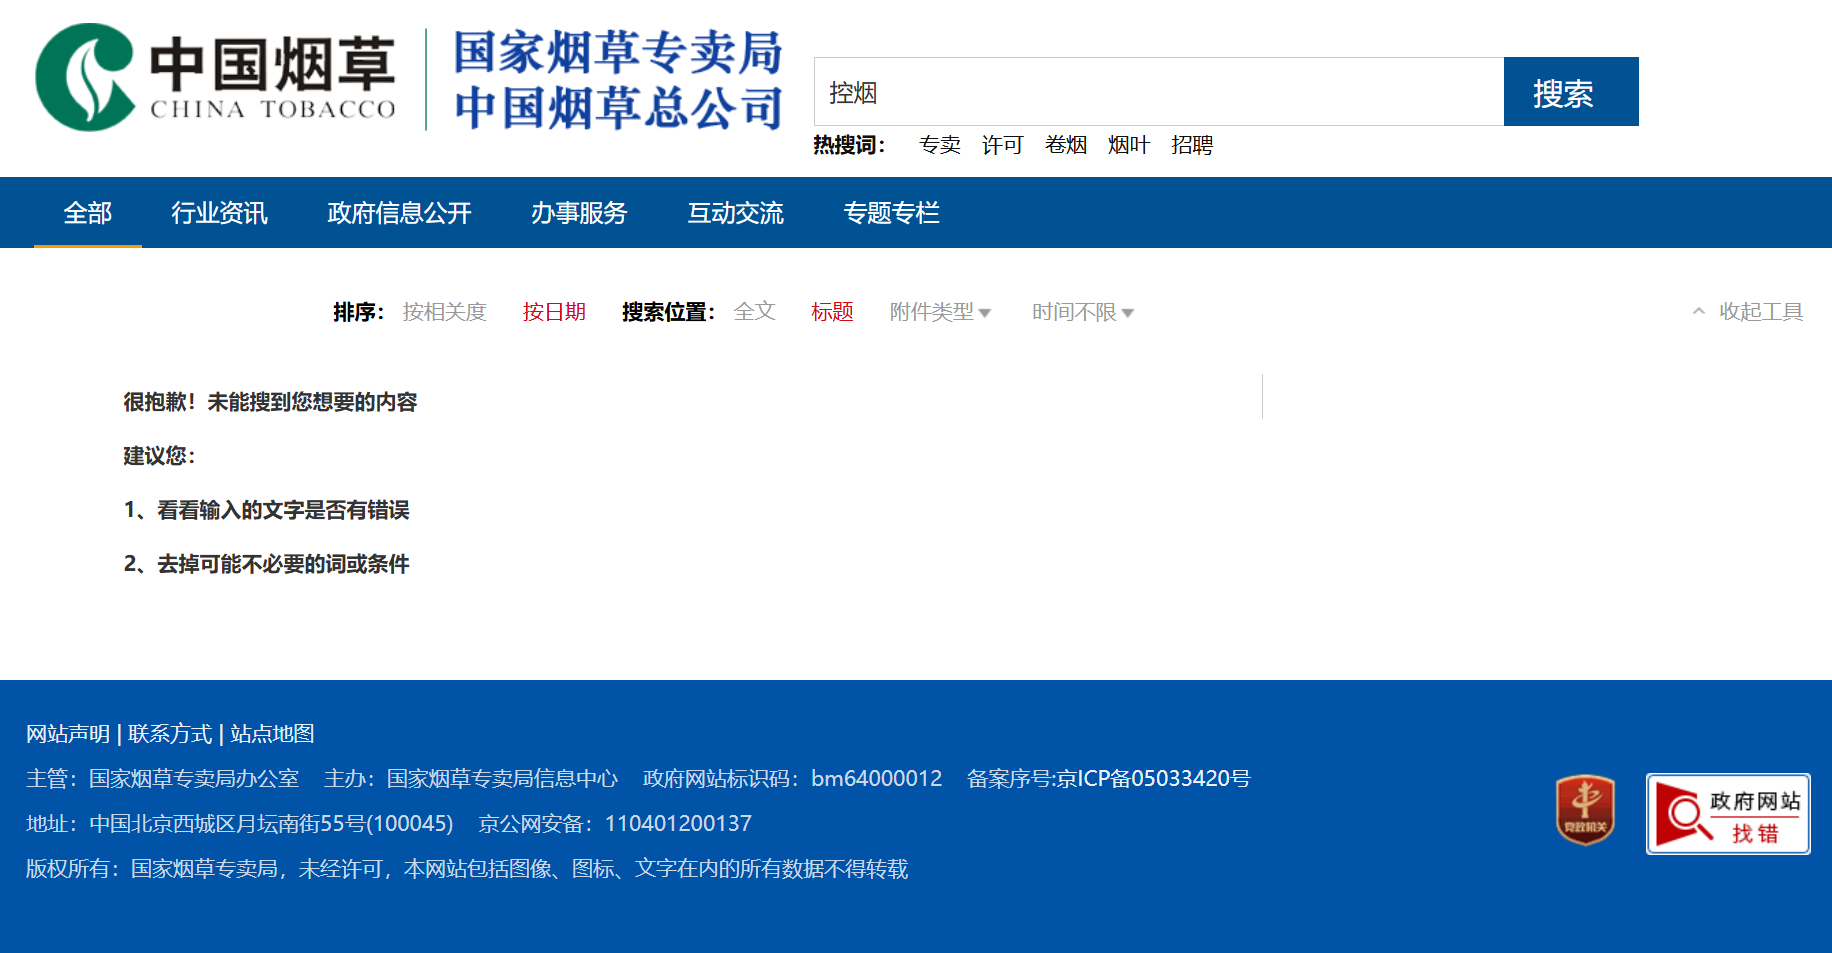 中国烟草
CHINA TOBACCO
国家烟草专卖局
中国烟草总公司
控烟
搜索
热搜词： 专卖 许可 卷烟 烟叶 招聘
全部 行业资讯 政府信息公开 办事服务 互动交流 专题专栏
排序： 按相关度 按日期 搜索位置： 全文 标题 附件类型 时间不限 收起工具
很抱歉！未能搜到您想要的内容
建议您：
1、看看输入的文字是否有错误
2、去掉可能不必要的词或条件
网站声明 | 联系方式 | 站点地图
主管：国家烟草专卖局办公室 主办：国家烟草专卖局信息中心 政府网站标识码：bm64000012 备案序号:京ICP备05033420号
地址：中国北京西城区月坛南街55号(100045) 京公网安备：110401200137
版权所有：国家烟草专卖局，未经许可，本网站包括图像、图标、文字在内的所有数据不得转载
党政机关
政府网站
找错